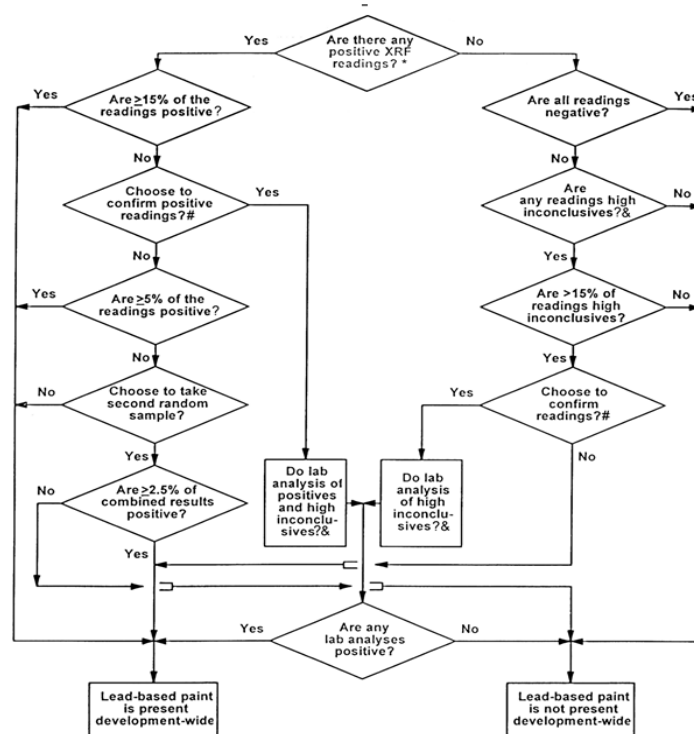 Are there any
positive XRF
readings? *
Yes
No
Are ≥15% of the
readings positive?
Yes
No
Are all readings
negative?
Yes
No
Choose to
confirm positive
readings?#
Yes
No
Are
any readings high
inconclusives?&
No
Yes
Are ≥5% of the
readings positive?
Yes
No
Are >15% of
readings high
inconclusives?
No
Yes
Choose to take
second random
sample?
No
Yes
Choose to
confirm
readings?#
Yes
No
Are ≥2.5% of
combined results
positive?
No
Yes
Do lab
analysis of
positives
and high
inconclu-
sives?&
Do lab
analysis
of high
inconclu-
sives?&
Are any
lab analyses
positive?
Yes
No
Lead-based paint
is present
development-wide
Lead-based paint
is not present
development-wide